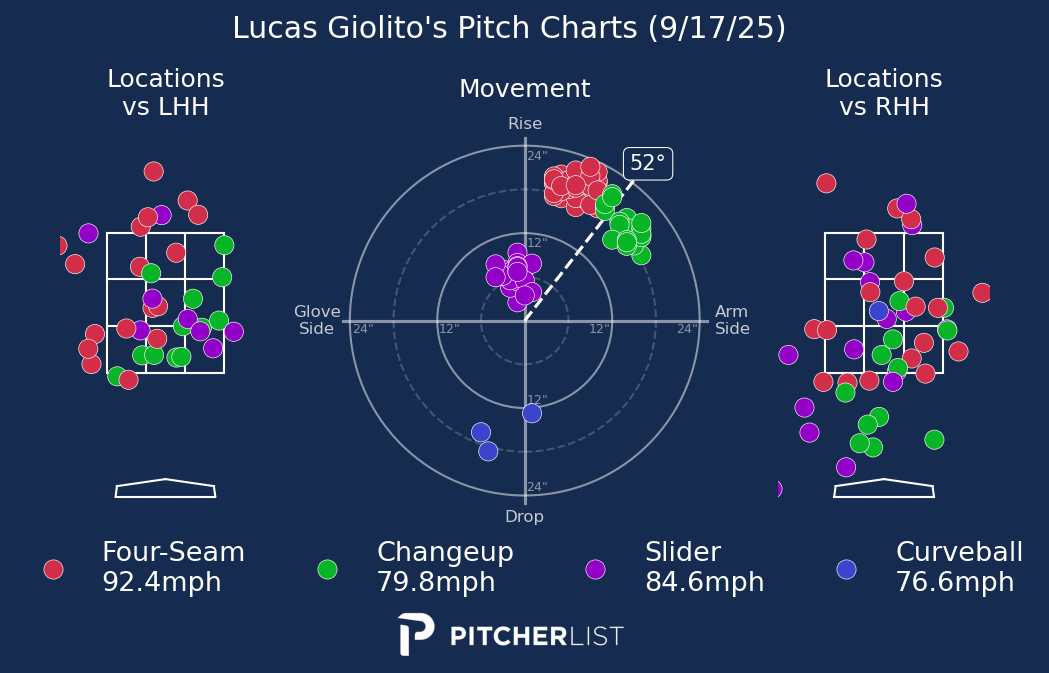 Lucas Giolito's Pitch Charts (9/17/25)
Locations
vs LHH
Movement
Locations
vs RHH
Rise
24"
52°
12"
Glove
Side
24"
12"
12"
24"
Arm
Side
12"
24"
Drop
Four-Seam
92.4mph
Changeup
79.8mph
Slider
84.6mph
Curveball
76.6mph
PITCHERLIST